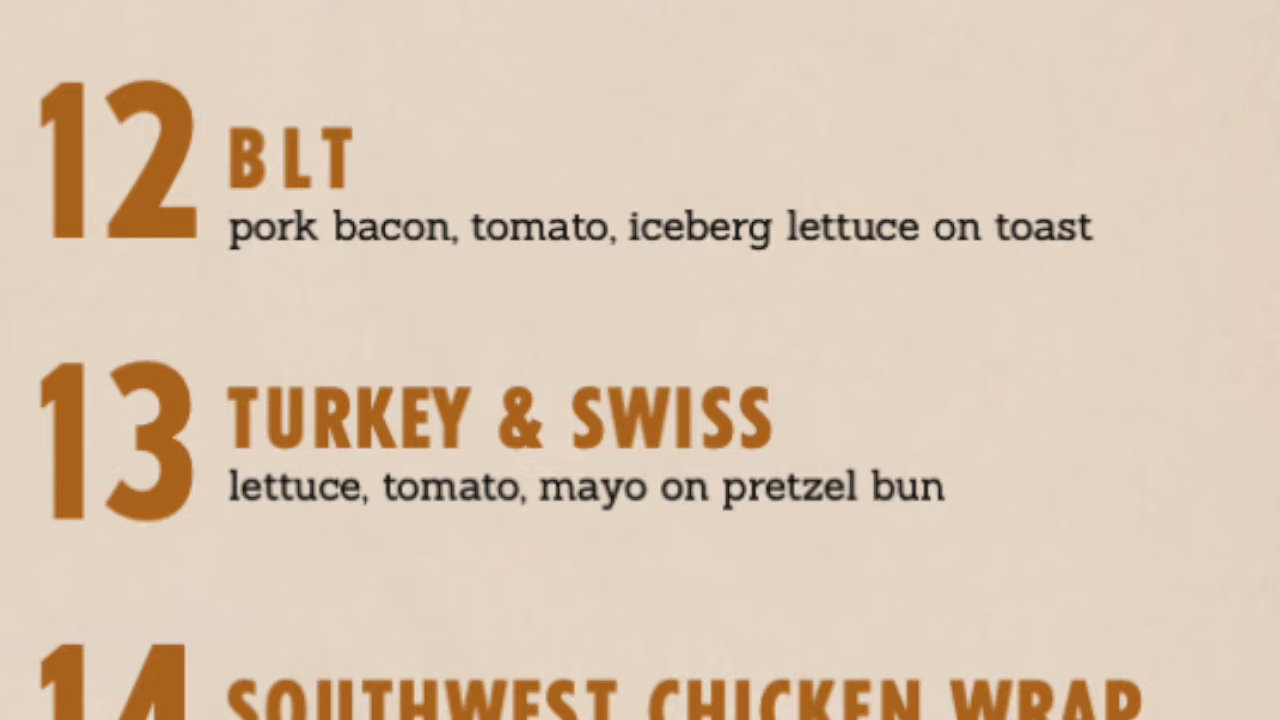 12 BLT
pork bacon, tomato, iceberg lettuce on toast
13 TURKEY & SWISS
lettuce, tomato, mayo on pretzel bun
14 SOUTHWEST CHICKEN WRAP